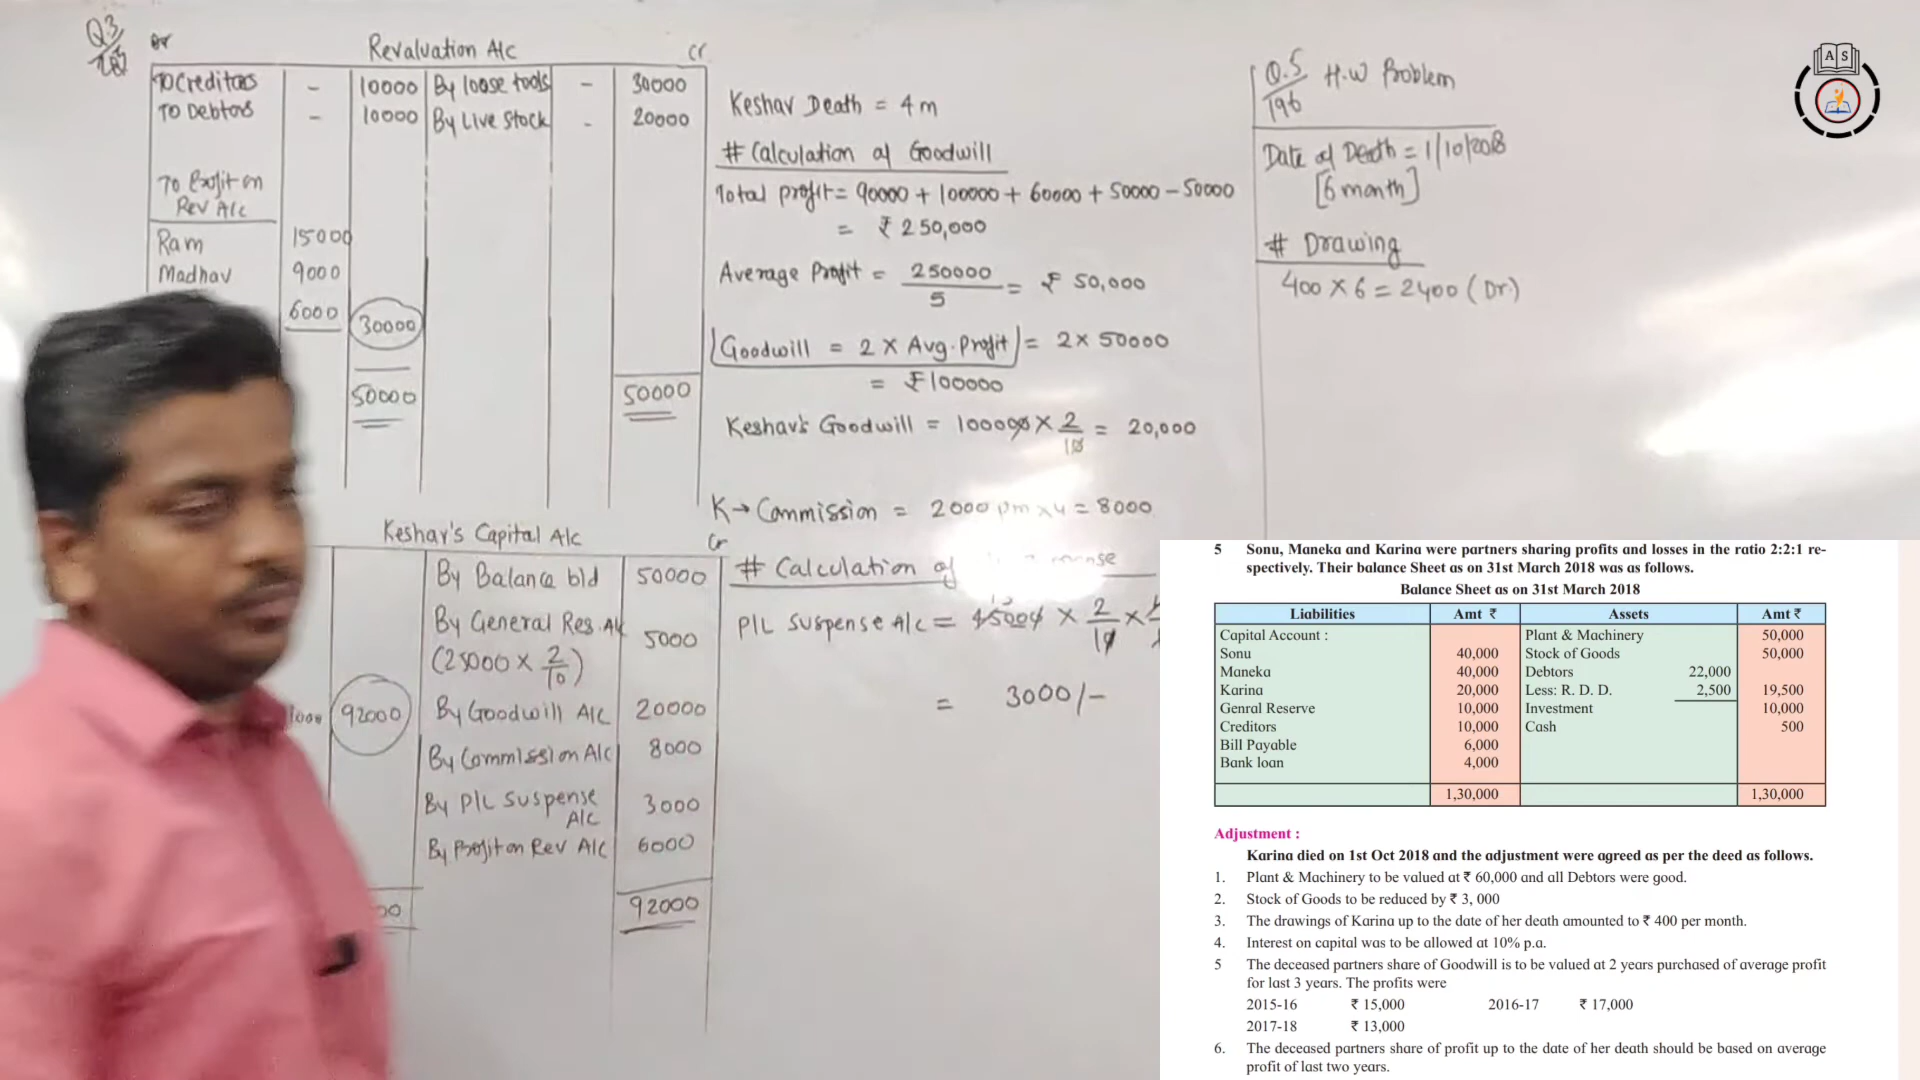 Q3
Dr Revaluation A/c Cr
To Creditors - 10000 By loose tools - 30000
To Debtors - 10000 By Live Stock - 20000
To Profit on
Rev A/c
Ram 15000
Madhav 9000
6000 30000
50000 50000
Keshav's Capital A/c Cr
By Balance b/d 50000
By General Res. A/c 5000
(25000 × 2/10)
92000 By Goodwill A/c 20000
By Commission A/c 8000
By P/L Suspense A/c 3000
By Profit on Rev A/c 6000
92000
Keshav Death = 4 m
# Calculation of Goodwill
Total profit = 90000 + 100000 + 60000 + 50000 - 50000
= ₹ 250,000
Average Profit = 250000/5 = ₹ 50,000
Goodwill = 2 × Avg. Profit = 2 × 50000
= ₹100000
Keshav's Goodwill = 100000 × 2/10 = 20,000
K → Commission = 2000 pm × 4 = 8000
# Calculation of
P/L Suspense A/c = 45000 × 2/10 ×
= 3000/-
Q.5/196 H.W Problem
Date of Death = 1/10/2018
[6 month]
# Drawing
400 × 6 = 2400 (Dr.)
A S
5 Sonu, Maneka and Karina were partners sharing profits and losses in the ratio 2:2:1 re-
spectively. Their balance Sheet as on 31st March 2018 was as follows.
Balance Sheet as on 31st March 2018
Liabilities Amt ₹ Assets Amt ₹
Capital Account : Plant & Machinery 50,000
Sonu 40,000 Stock of Goods 50,000
Maneka 40,000 Debtors 22,000
Karina 20,000 Less: R. D. D. 2,500 19,500
Genral Reserve 10,000 Investment 10,000
Creditors 10,000 Cash 500
Bill Payable 6,000
Bank loan 4,000
1,30,000 1,30,000
Adjustment :
Karina died on 1st Oct 2018 and the adjustment were agreed as per the deed as follows.
1. Plant & Machinery to be valued at ₹ 60,000 and all Debtors were good.
2. Stock of Goods to be reduced by ₹ 3, 000
3. The drawings of Karina up to the date of her death amounted to ₹ 400 per month.
4. Interest on capital was to be allowed at 10% p.a.
5 The deceased partners share of Goodwill is to be valued at 2 years purchased of average profit
for last 3 years. The profits were
2015-16 ₹ 15,000 2016-17 ₹ 17,000
2017-18 ₹ 13,000
6. The deceased partners share of profit up to the date of her death should be based on average
profit of last two years.